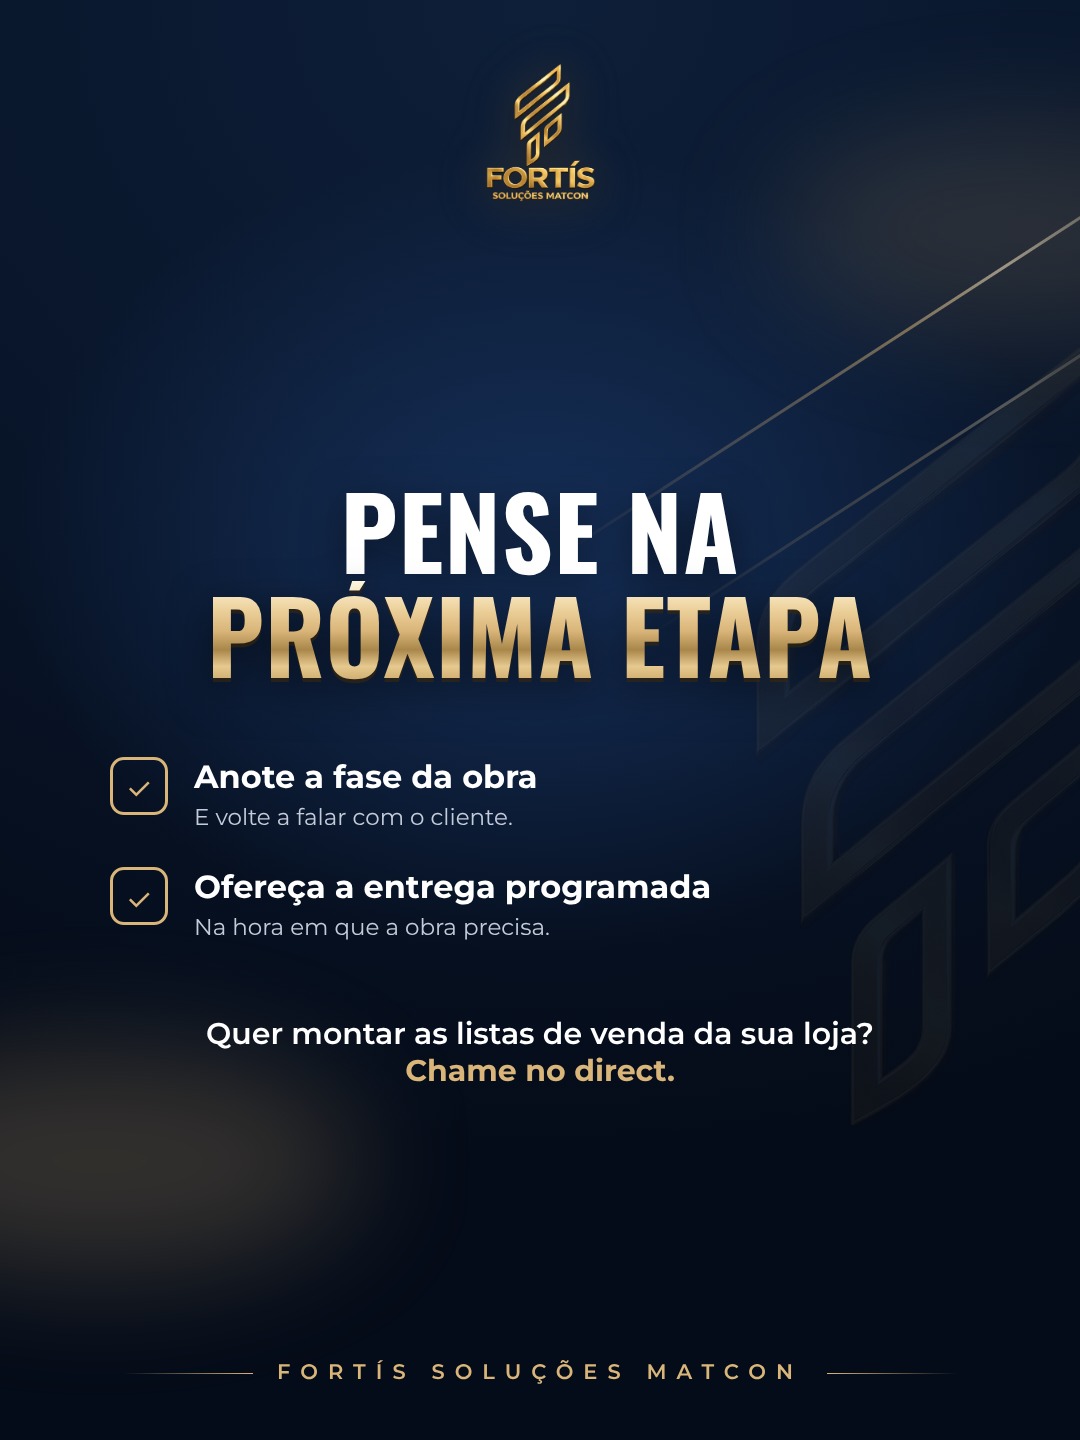 FORTÍS
SOLUÇÕES MATCON
PENSE NA
PRÓXIMA ETAPA
Anote a fase da obra
E volte a falar com o cliente.
Ofereça a entrega programada
Na hora em que a obra precisa.
Quer montar as listas de venda da sua loja?
Chame no direct.
FORTÍS SOLUÇÕES MATCON